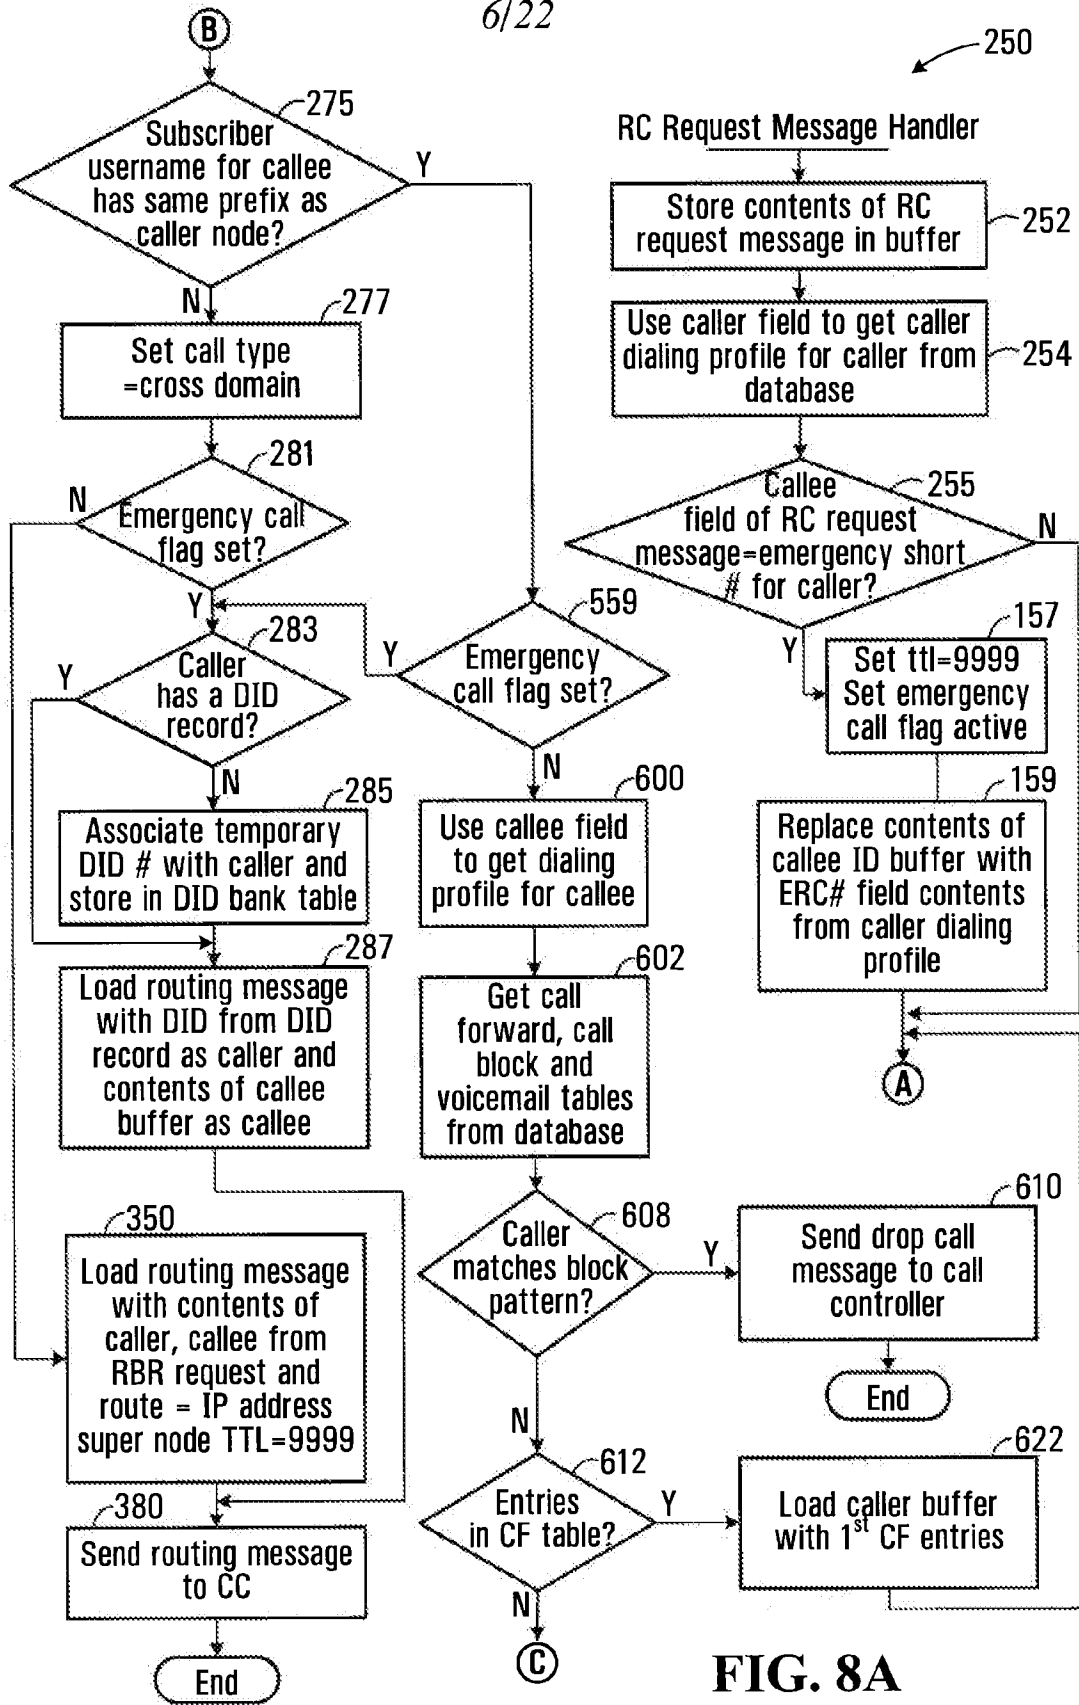 6/22
B
250
275
Subscriber
username for callee
has same prefix as
caller node?
Y
N
277
Set call type
=cross domain
281
N
Emergency call
flag set?
Y
283
Y
Caller
has a DID
record?
N
285
Associate temporary
DID # with caller and
store in DID bank table
287
Load routing message
with DID from DID
record as caller and
contents of callee
buffer as callee
350
Load routing message
with contents of
caller, callee from
RBR request and
route = IP address
super node TTL=9999
380
Send routing message
to CC
End
559
Y
Emergency
call flag set?
N
600
Use callee field
to get dialing
profile for callee
602
Get call
forward, call
block and
voicemail tables
from database
608
Caller
matches block
pattern?
Y
N
610
Send drop call
message to call
controller
End
612
Entries
in CF table?
Y
N
C
622
Load caller buffer
with 1st CF entries
RC Request Message Handler
Store contents of RC
request message in buffer
252
Use caller field to get caller
dialing profile for caller from
database
254
255
Callee
field of RC request
message=emergency short
# for caller?
N
Y
157
Set ttl=9999
Set emergency
call flag active
159
Replace contents of
callee ID buffer with
ERC# field contents
from caller dialing
profile
A
FIG. 8A